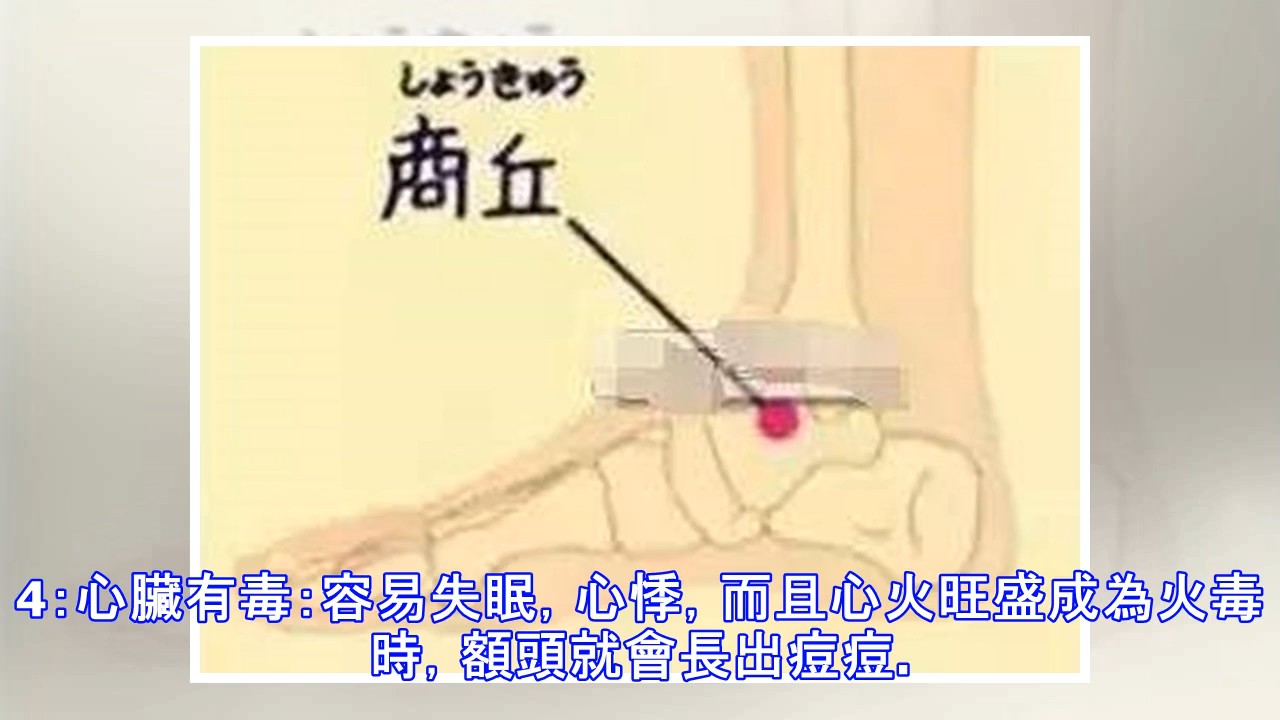 しょうきゅう
商丘
4:心臟有毒:容易失眠, 心悸, 而且心火旺盛成為火毒
時, 額頭就會長出痘痘.